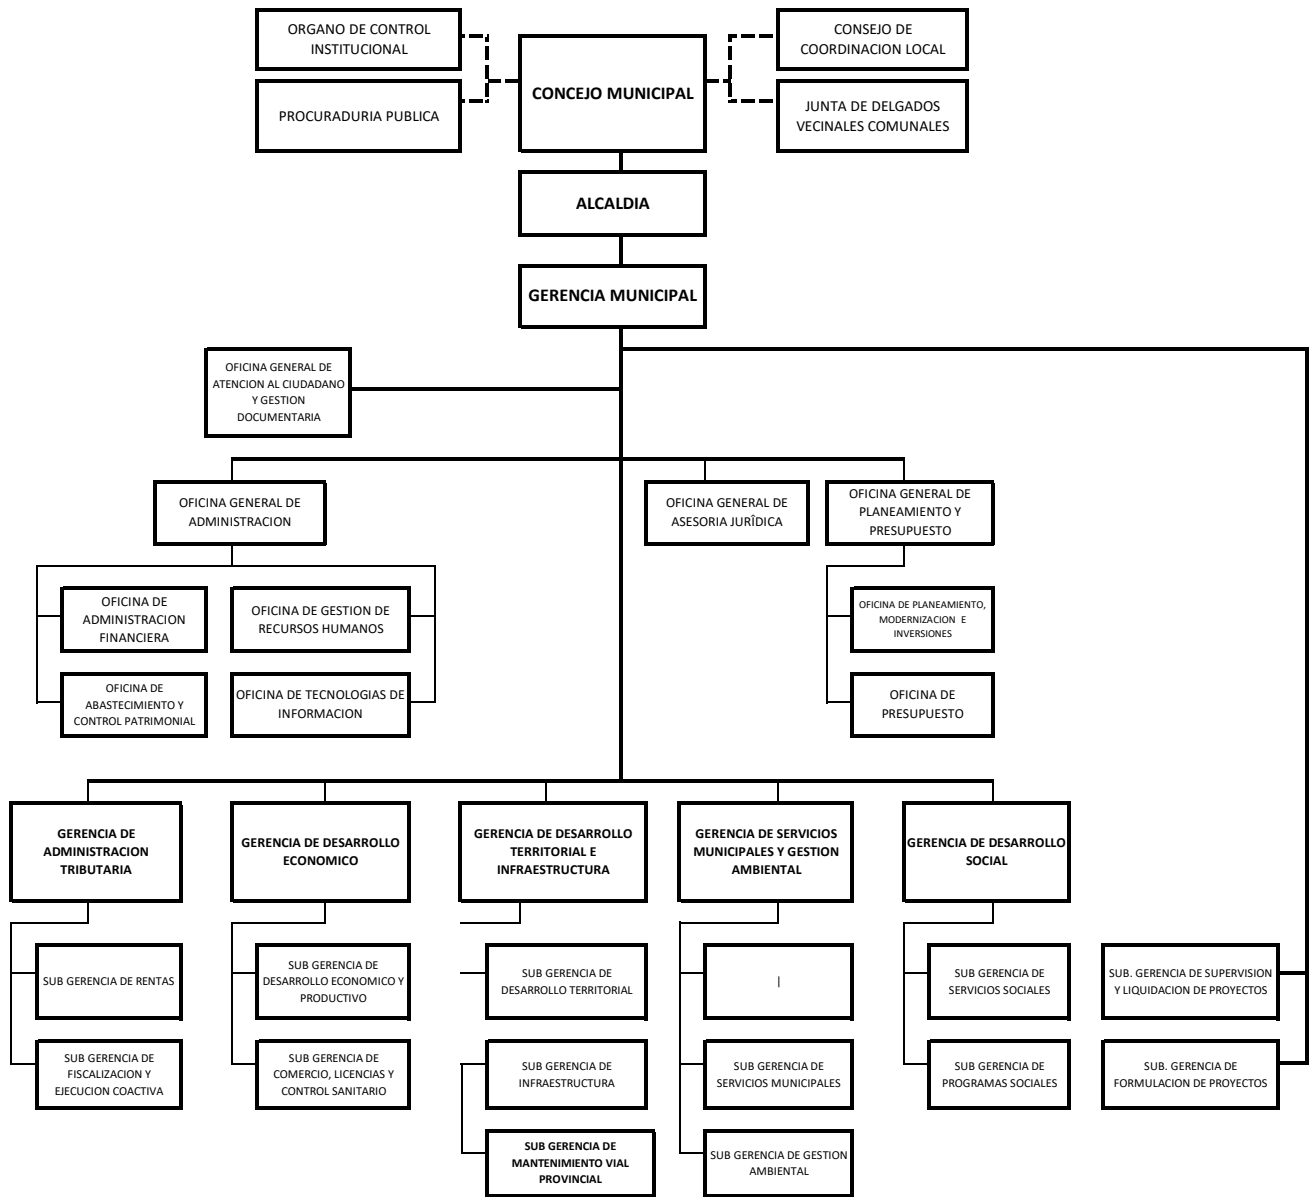 ORGANO DE CONTROL
INSTITUCIONAL
CONSEJO DE
COORDINACION LOCAL
CONCEJO MUNICIPAL
PROCURADURIA PUBLICA
JUNTA DE DELGADOS
VECINALES COMUNALES
ALCALDIA
GERENCIA MUNICIPAL
OFICINA GENERAL DE
ATENCION AL CIUDADANO
Y GESTION
DOCUMENTARIA
OFICINA GENERAL DE
ADMINISTRACION
OFICINA GENERAL DE
ASESORIA JURÎDICA
OFICINA GENERAL DE
PLANEAMIENTO Y
PRESUPUESTO
OFICINA DE
ADMINISTRACION
FINANCIERA
OFICINA DE GESTION DE
RECURSOS HUMANOS
OFICINA DE PLANEAMIENTO,
MODERNIZACION E
INVERSIONES
OFICINA DE
ABASTECIMIENTO Y
CONTROL PATRIMONIAL
OFICINA DE TECNOLOGIAS DE
INFORMACION
OFICINA DE
PRESUPUESTO
GERENCIA DE
ADMINISTRACION
TRIBUTARIA
GERENCIA DE DESARROLLO
ECONOMICO
GERENCIA DE DESARROLLO
TERRITORIAL E
INFRAESTRUCTURA
GERENCIA DE SERVICIOS
MUNICIPALES Y GESTION
AMBIENTAL
GERENCIA DE DESARROLLO
SOCIAL
SUB GERENCIA DE RENTAS
SUB GERENCIA DE
DESARROLLO ECONOMICO Y
PRODUCTIVO
SUB GERENCIA DE
DESARROLLO TERRITORIAL
|
SUB GERENCIA DE
SERVICIOS SOCIALES
SUB. GERENCIA DE SUPERVISION
Y LIQUIDACION DE PROYECTOS
SUB GERENCIA DE
FISCALIZACION Y
EJECUCION COACTIVA
SUB GERENCIA DE
COMERCIO, LICENCIAS Y
CONTROL SANITARIO
SUB GERENCIA DE
INFRAESTRUCTURA
SUB GERENCIA DE
SERVICIOS MUNICIPALES
SUB GERENCIA DE
PROGRAMAS SOCIALES
SUB. GERENCIA DE
FORMULACION DE PROYECTOS
SUB GERENCIA DE
MANTENIMIENTO VIAL
PROVINCIAL
SUB GERENCIA DE GESTION
AMBIENTAL